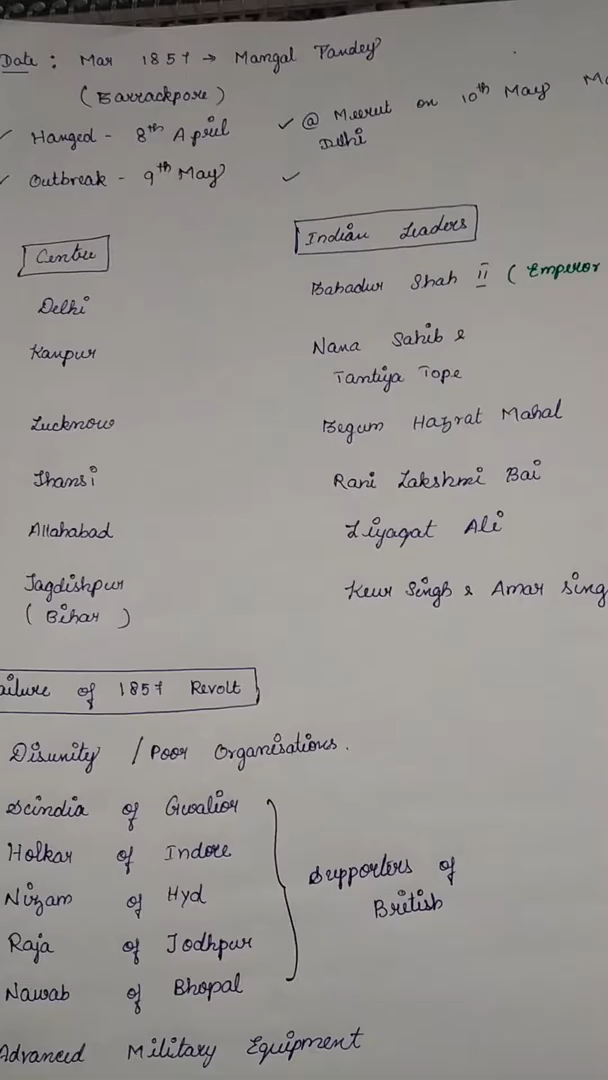 Date : Mar 1857 → Mangal Pandey
(Barrackpore)
✓ Hanged - 8th April ✓ @ Meerut on 10th May
Delhi
✓ Outbreak - 9th May ✓
Centre Indian Leaders
Delhi Bahadur Shah II (Emperor
Kanpur Nana Sahib &
Tantiya Tope
Lucknow Begum Hazrat Mahal
Jhansi Rani Lakshmi Bai
Allahabad Liyaqat Ali
Jagdishpur Keur Singh & Amar Sing
(Bihar)
ailure of 1857 Revolt
Disunity / Poor Organisations.
Scindia of Gwalior
Holkar of Indore
Nizam of Hyd
Raja of Jodhpur
Nawab of Bhopal
Supporters of
British
Advanced Military Equipment